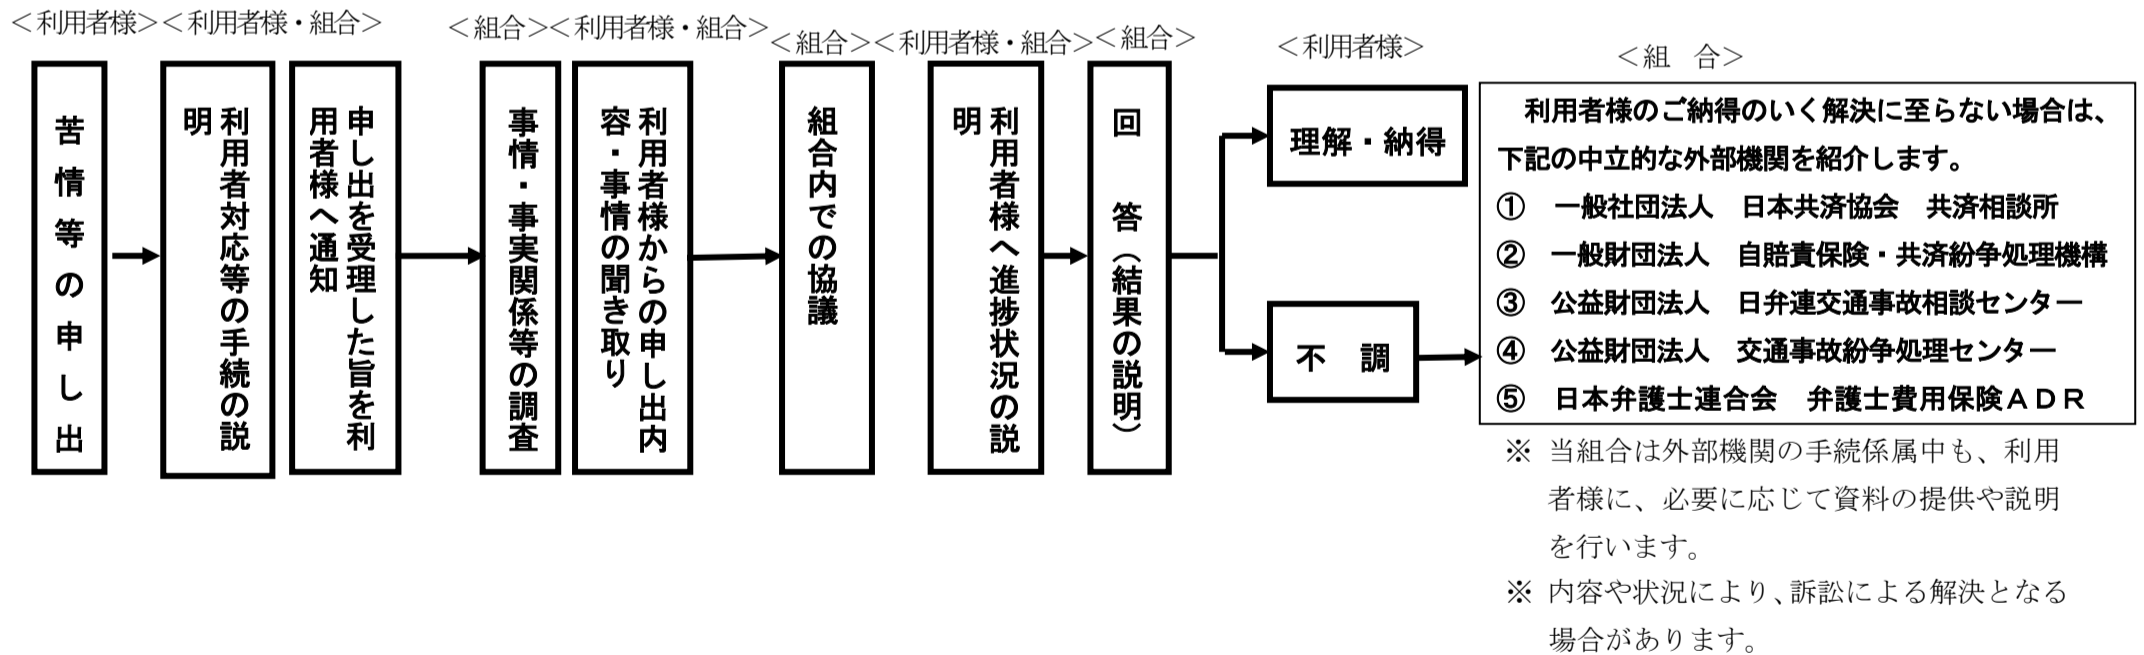 ＜利用者様＞
＜利用者様・組合＞
＜組合＞
＜利用者様・組合＞
＜組合＞
＜利用者様・組合＞
＜組合＞
＜利用者様＞
＜組　合＞
苦情等の申し出
利用者対応等の手続の説
明
申し出を受理した旨を利
用者様へ通知
事情・事実関係等の調査
利用者様からの申し出内
容・事情の聞き取り
組合内での協議
利用者様へ進捗状況の説
明
回　答（結果の説明）
理解・納得
不　調
利用者様のご納得のいく解決に至らない場合は、
下記の中立的な外部機関を紹介します。
①　一般社団法人　日本共済協会　共済相談所
②　一般財団法人　自賠責保険・共済紛争処理機構
③　公益財団法人　日弁連交通事故相談センター
④　公益財団法人　交通事故紛争処理センター
⑤　日本弁護士連合会　弁護士費用保険ＡＤＲ
※ 当組合は外部機関の手続係属中も、利用
者様に、必要に応じて資料の提供や説明
を行います。
※ 内容や状況により、訴訟による解決となる
場合があります。